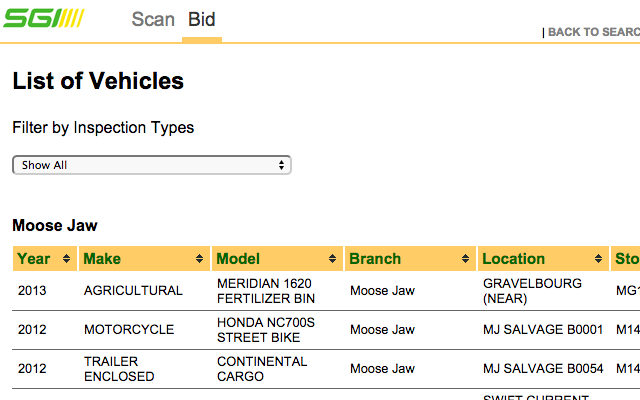 SGI
Scan Bid
| BACK TO SEARC
List of Vehicles
Filter by Inspection Types
Show All
Moose Jaw
Year Make Model Branch Location Sto
2013 AGRICULTURAL MERIDIAN 1620 FERTILIZER BIN Moose Jaw GRAVELBOURG (NEAR) MG1
2012 MOTORCYCLE HONDA NC700S STREET BIKE Moose Jaw MJ SALVAGE B0001 M14
2012 TRAILER ENCLOSED CONTINENTAL CARGO Moose Jaw MJ SALVAGE B0054 M14
SWIFT CURRENT